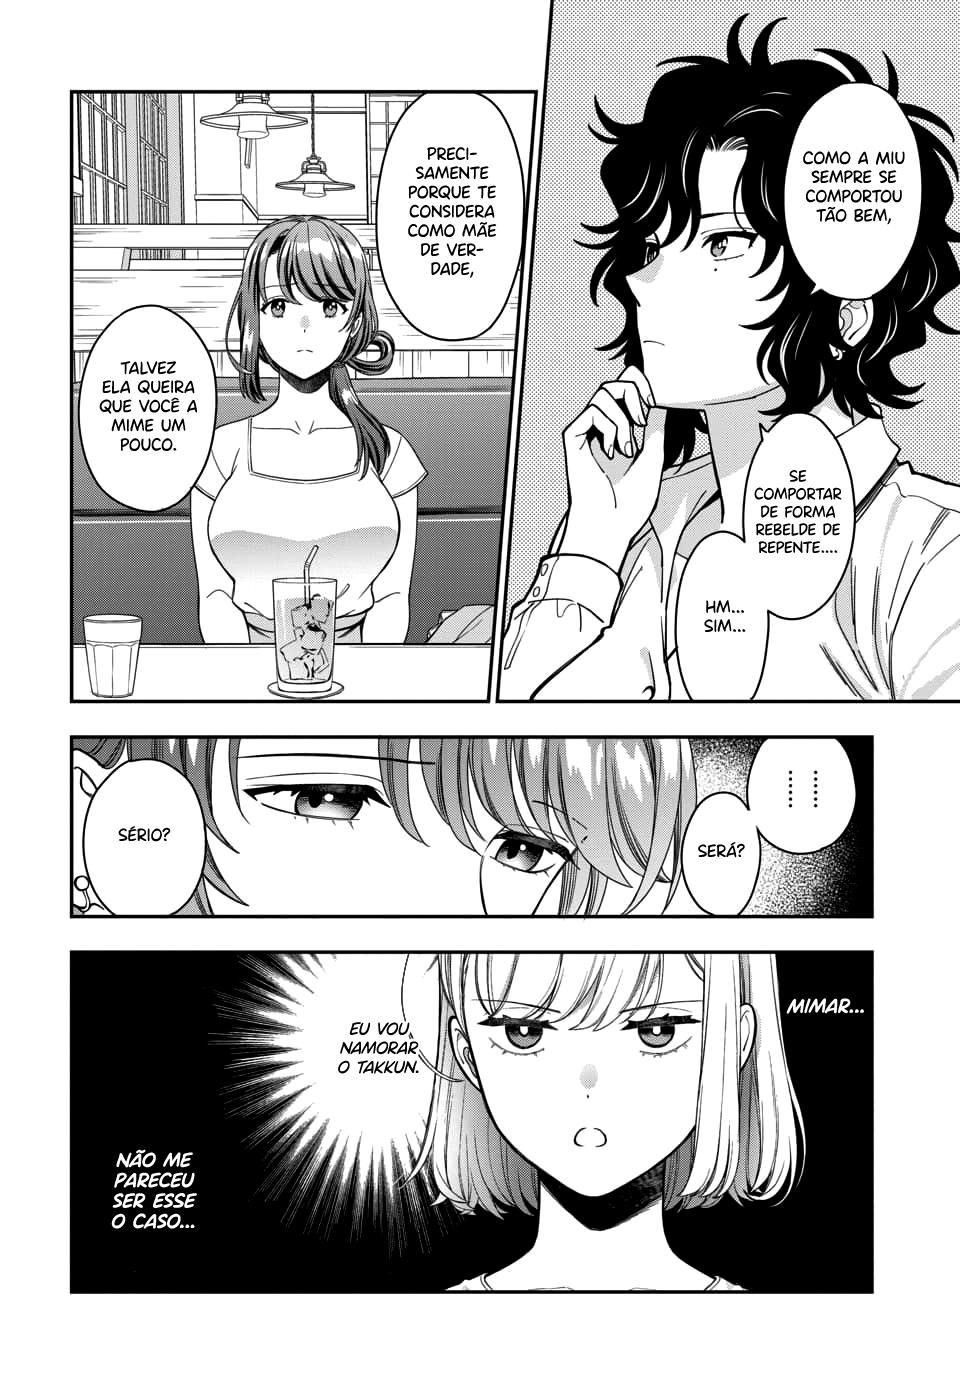 COMO A MIU
SEMPRE SE
COMPORTOU
TÃO BEM,
SE
COMPORTAR
DE FORMA
REBELDE DE
REPENTE....
HM...
SIM...
PRECI-
SAMENTE
PORQUE TE
CONSIDERA
COMO MÃE
DE VER-
DADE,
TALVEZ
ELA QUEIRA
QUE VOCÊ A
MIME UM
POUCO.
......
SERÁ?
SÉRIO?
MIMAR...
EU VOU
NAMORAR
O TAKKUN.
NÃO ME
PARECEU
SER ESSE
O CASO...